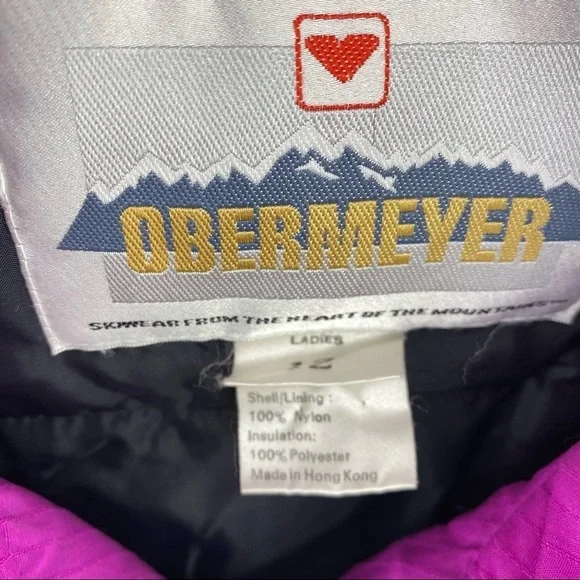 OBERMEYER
SKIWEAR FROM THE HEART OF THE MOUNTAINS
LADIES
12
Shell/Lining :
100% Nylon
Insulation:
100% Polyester
Made in Hong Kong